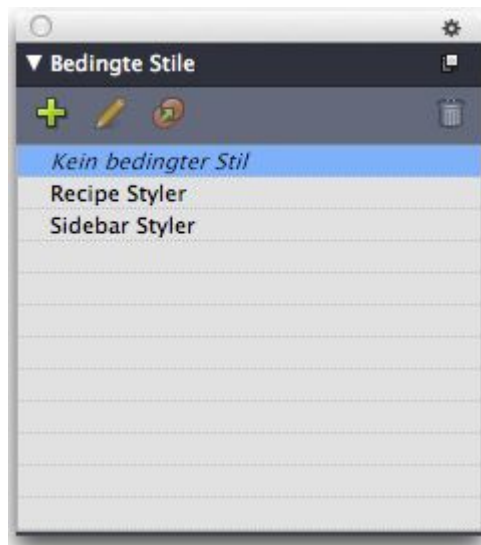 Bedingte Stile
Kein bedingter Stil
Recipe Styler
Sidebar Styler